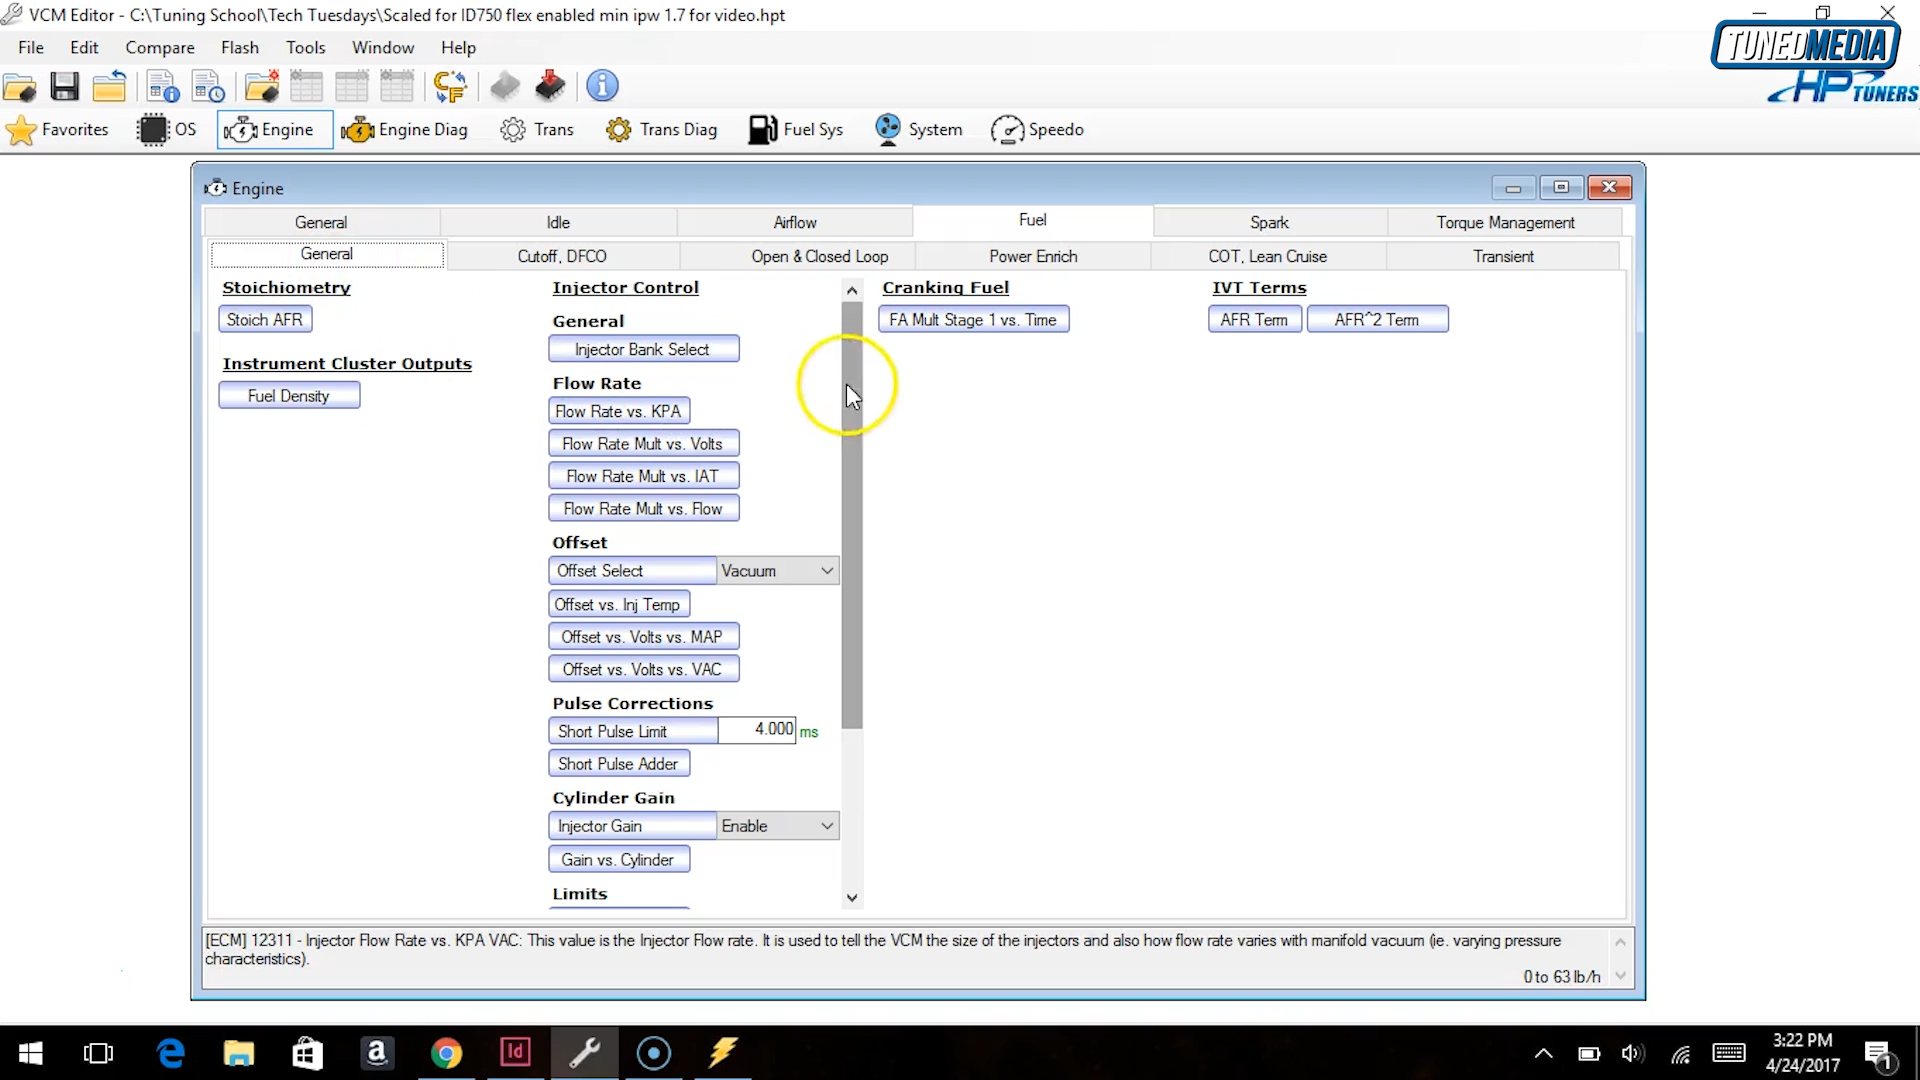 VCM Editor - C:\Tuning School\Tech Tuesdays\Scaled for ID750 flex enabled min ipw 1.7 for video.hpt
TUNEDMEDIA
HP TUNERS
File Edit Compare Flash Tools Window Help
Favorites OS Engine Engine Diag Trans Trans Diag Fuel Sys System Speedo
Engine
General Idle Airflow Fuel Spark Torque Management
General Cutoff, DFCO Open & Closed Loop Power Enrich COT, Lean Cruise Transient
Stoichiometry
Stoich AFR
Instrument Cluster Outputs
Fuel Density
Injector Control
General
Injector Bank Select
Flow Rate
Flow Rate vs. KPA
Flow Rate Mult vs. Volts
Flow Rate Mult vs. IAT
Flow Rate Mult vs. Flow
Offset
Offset Select Vacuum
Offset vs. Inj Temp
Offset vs. Volts vs. MAP
Offset vs. Volts vs. VAC
Pulse Corrections
Short Pulse Limit 4.000 ms
Short Pulse Adder
Cylinder Gain
Injector Gain Enable
Gain vs. Cylinder
Limits
Cranking Fuel
FA Mult Stage 1 vs. Time
IVT Terms
AFR Term AFR^2 Term
[ECM] 12311 - Injector Flow Rate vs. KPA VAC: This value is the Injector Flow rate. It is used to tell the VCM the size of the injectors and also how flow rate varies with manifold vacuum (ie. varying pressure
characteristics).
0 to 63 lb/h
a
Id
3:22 PM
4/24/2017
1